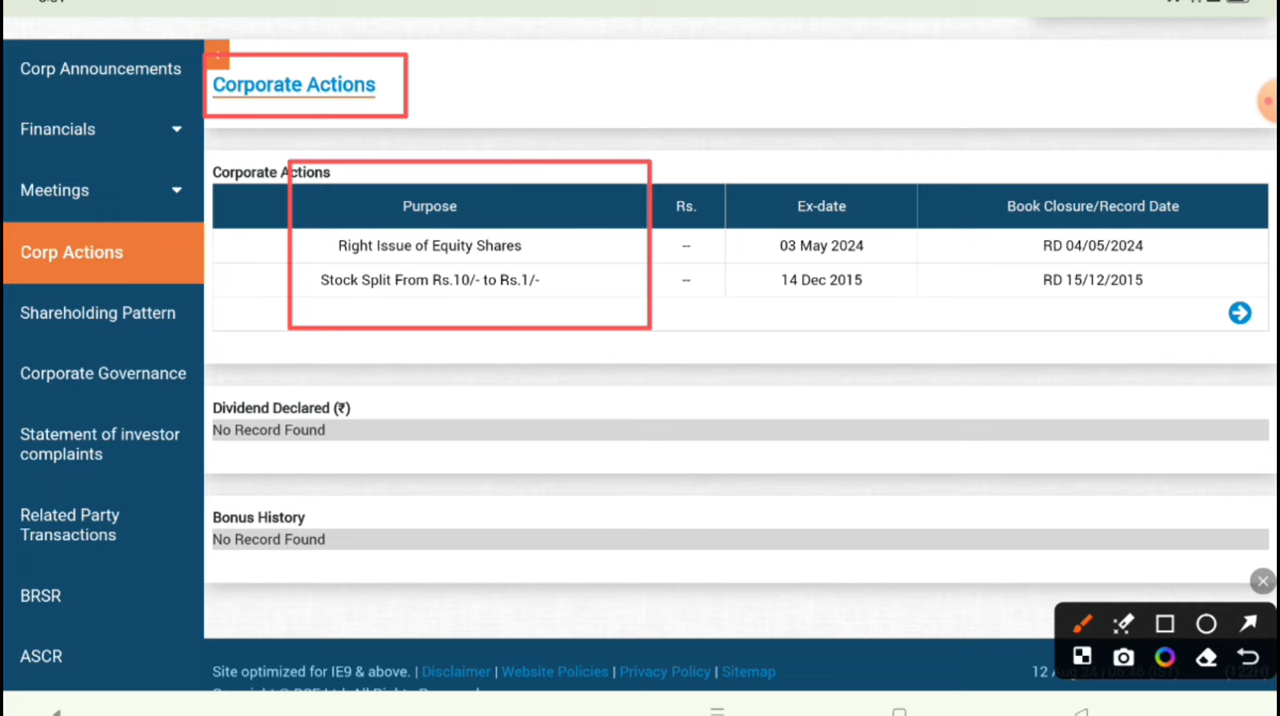 Corp Announcements
Financials
Meetings
Corp Actions
Shareholding Pattern
Corporate Governance
Statement of investor
complaints
Related Party
Transactions
BRSR
ASCR
Corporate Actions
Corporate Actions
Purpose Rs. Ex-date Book Closure/Record Date
Right Issue of Equity Shares -- 03 May 2024 RD 04/05/2024
Stock Split From Rs.10/- to Rs.1/- -- 14 Dec 2015 RD 15/12/2015
Dividend Declared (₹)
No Record Found
Bonus History
No Record Found
Site optimized for IE9 & above. | Disclaimer | Website Policies | Privacy Policy | Sitemap
12